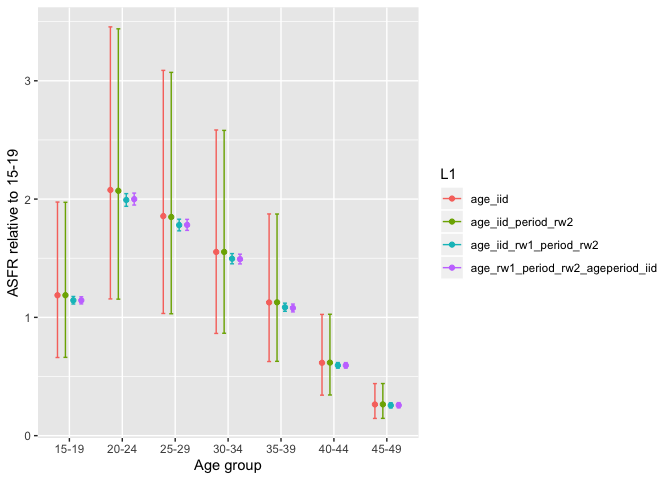 ASFR relative to 15-19
3
2
1
0
15-19 20-24 25-29 30-34 35-39 40-44 45-49
Age group
L1
age_iid
age_iid_period_rw2
age_iid_rw1_period_rw2
age_rw1_period_rw2_ageperiod_iid